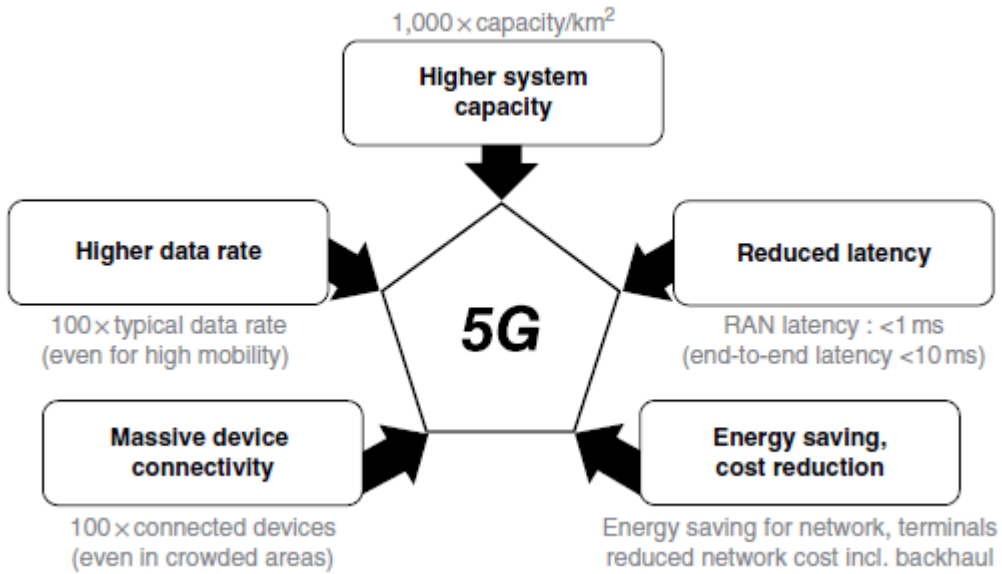 1,000 × capacity/km²
Higher system
capacity
Higher data rate
100 × typical data rate
(even for high mobility)
Reduced latency
RAN latency : <1 ms
(end-to-end latency <10 ms)
5G
Massive device
connectivity
100 × connected devices
(even in crowded areas)
Energy saving,
cost reduction
Energy saving for network, terminals
reduced network cost incl. backhaul